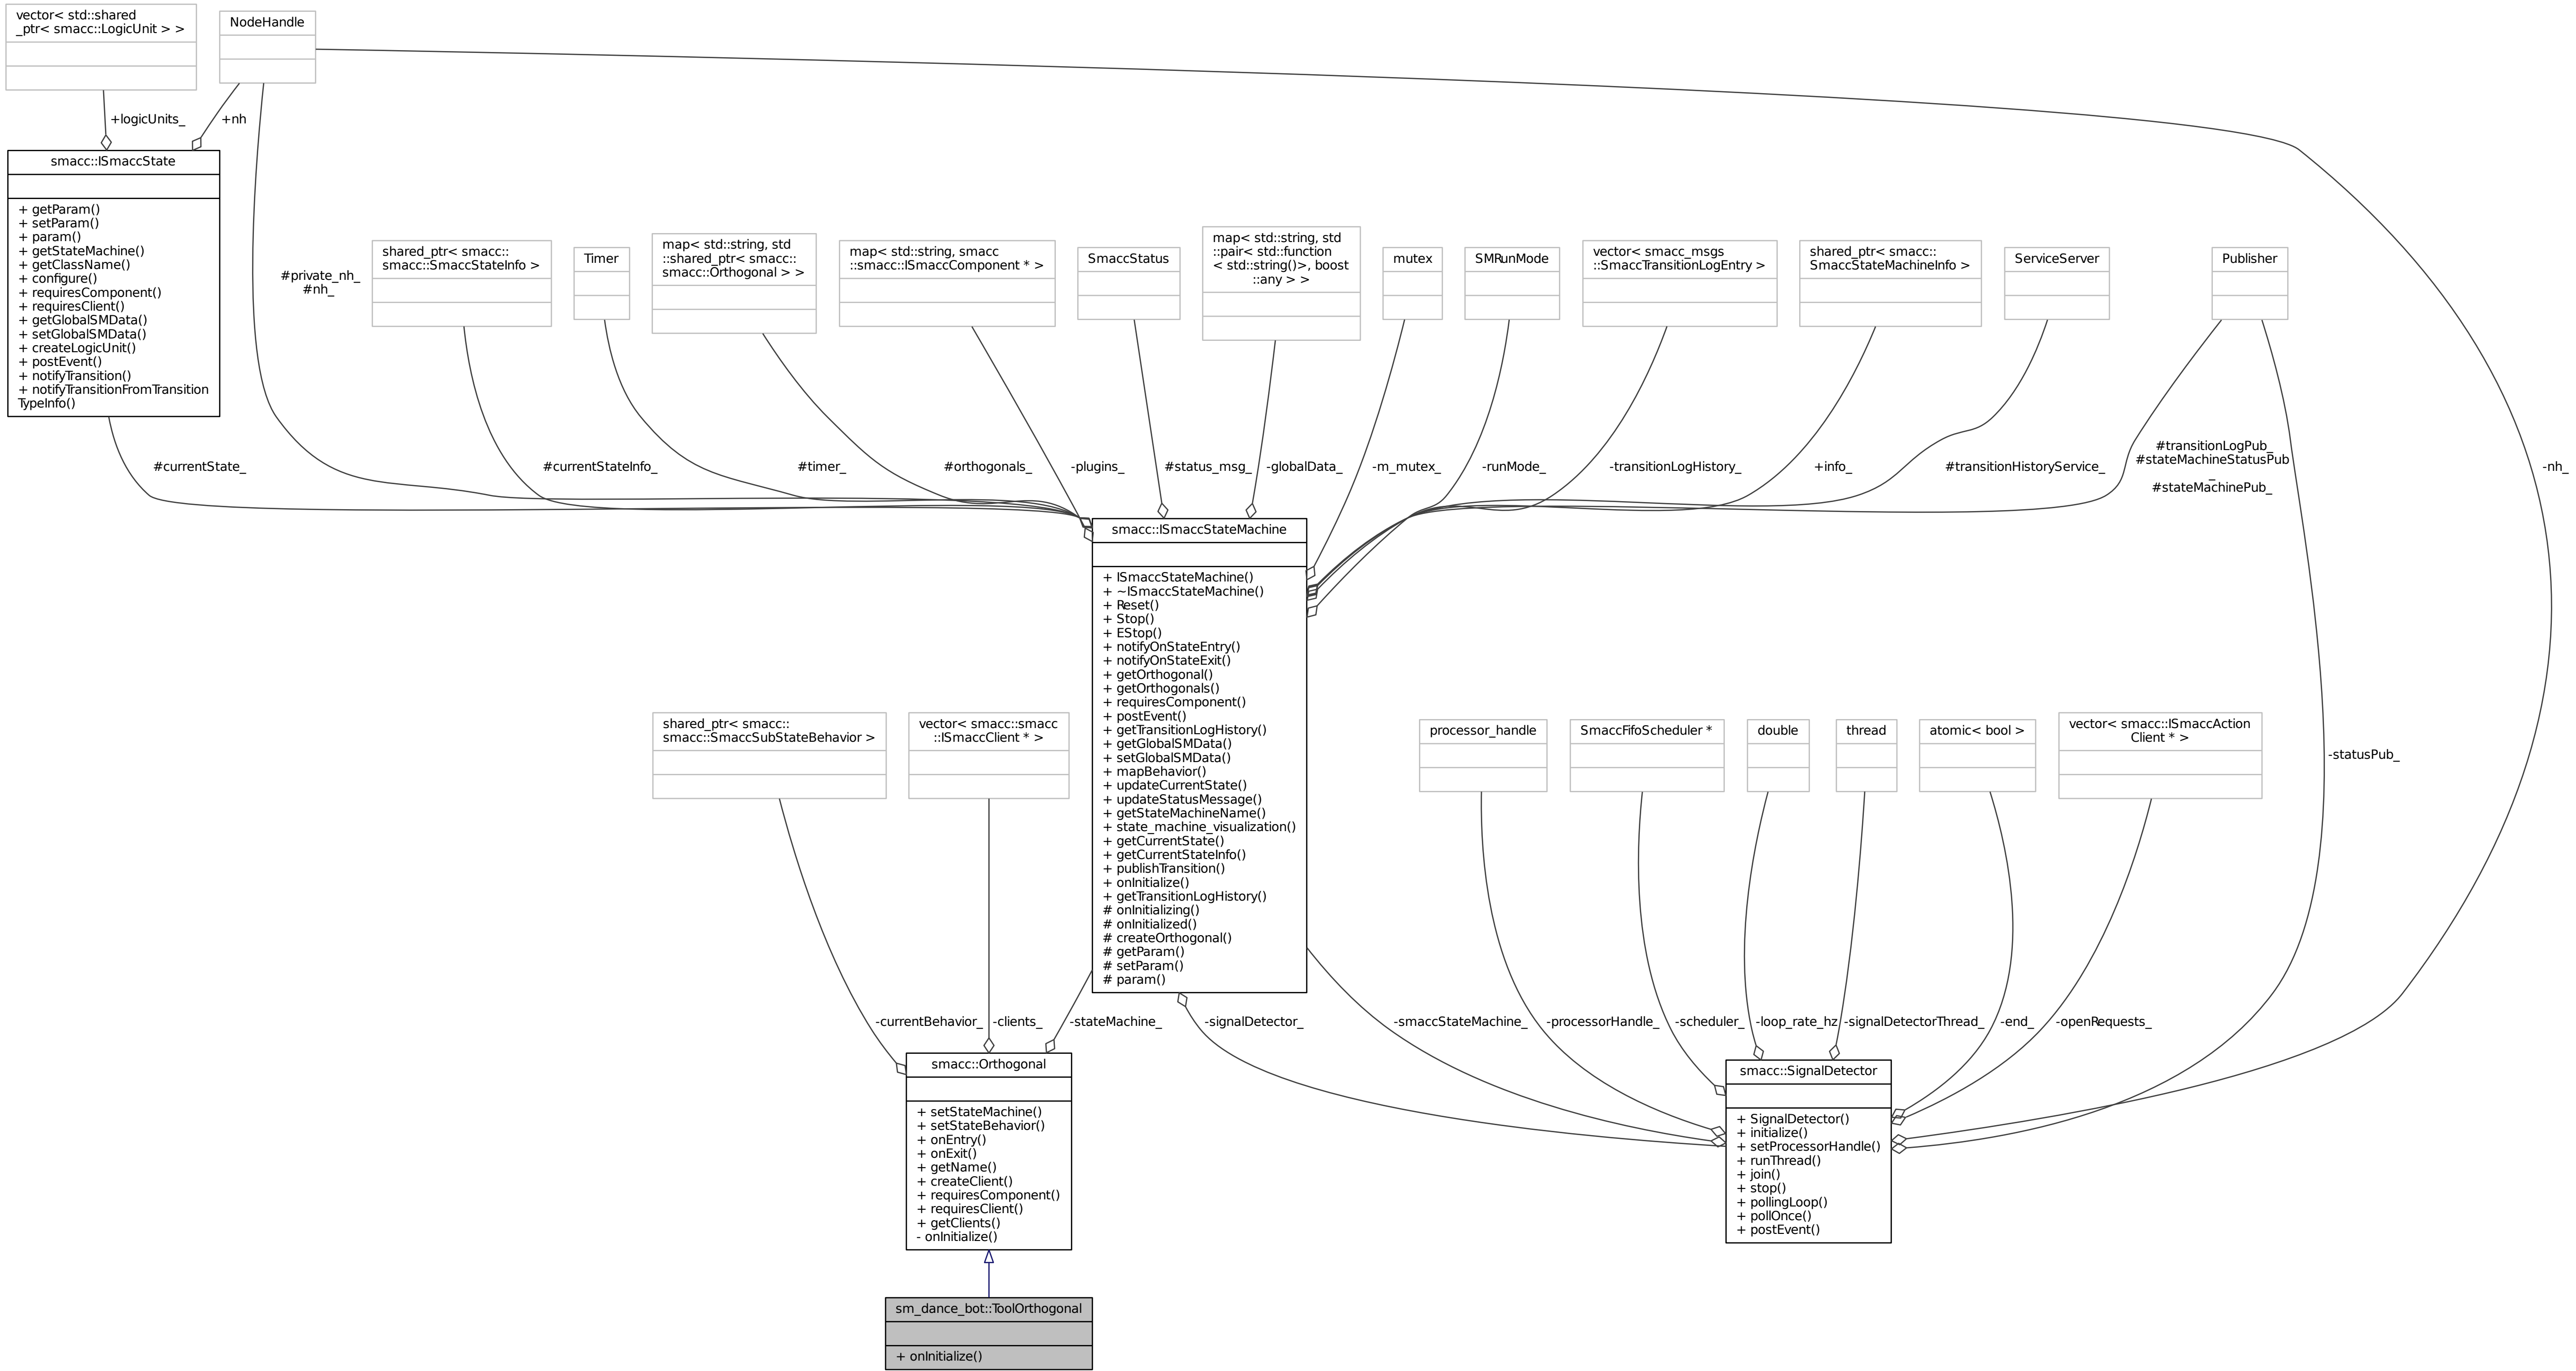 vector< std::shared
_ptr< smacc::LogicUnit > >
NodeHandle
+logicUnits_
+nh
smacc::ISmaccState
+ getParam()
+ setParam()
+ param()
+ getStateMachine()
+ getClassName()
+ configure()
+ requiresComponent()
+ requiresClient()
+ getGlobalSMData()
+ setGlobalSMData()
+ createLogicUnit()
+ postEvent()
+ notifyTransition()
+ notifyTransitionFromTransition
TypeInfo()
#private_nh_
#nh_
shared_ptr< smacc::
smacc::SmaccStateInfo >
Timer
map< std::string, std
::shared_ptr< smacc::
smacc::Orthogonal > >
map< std::string, smacc
::smacc::ISmaccComponent * >
SmaccStatus
map< std::string, std
::pair< std::function
< std::string()>, boost
::any > >
mutex
SMRunMode
vector< smacc_msgs
::SmaccTransitionLogEntry >
shared_ptr< smacc::
SmaccStateMachineInfo >
ServiceServer
Publisher
#currentState_
#currentStateInfo_
#timer_
#orthogonals_
-plugins_
#status_msg_
-globalData_
-m_mutex_
-runMode_
-transitionLogHistory_
+info_
#transitionHistoryService_
#transitionLogPub_
#stateMachineStatusPub
_
#stateMachinePub_
-nh_
smacc::ISmaccStateMachine
+ ISmaccStateMachine()
+ ~ISmaccStateMachine()
+ Reset()
+ Stop()
+ EStop()
+ notifyOnStateEntry()
+ notifyOnStateExit()
+ getOrthogonal()
+ getOrthogonals()
+ requiresComponent()
+ postEvent()
+ getTransitionLogHistory()
+ getGlobalSMData()
+ setGlobalSMData()
+ mapBehavior()
+ updateCurrentState()
+ updateStatusMessage()
+ getStateMachineName()
+ state_machine_visualization()
+ getCurrentState()
+ getCurrentStateInfo()
+ publishTransition()
+ onInitialize()
+ getTransitionLogHistory()
# onInitializing()
# onInitialized()
# createOrthogonal()
# getParam()
# setParam()
# param()
shared_ptr< smacc::
smacc::SmaccSubStateBehavior >
vector< smacc::smacc
::ISmaccClient * >
processor_handle
SmaccFifoScheduler *
double
thread
atomic< bool >
vector< smacc::ISmaccAction
Client * >
-statusPub_
-currentBehavior_
-clients_
-stateMachine_
-signalDetector_
-smaccStateMachine_
-processorHandle_
-scheduler_
-loop_rate_hz
-signalDetectorThread_
-end_
-openRequests_
smacc::Orthogonal
+ setStateMachine()
+ setStateBehavior()
+ onEntry()
+ onExit()
+ getName()
+ createClient()
+ requiresComponent()
+ requiresClient()
+ getClients()
- onInitialize()
smacc::SignalDetector
+ SignalDetector()
+ initialize()
+ setProcessorHandle()
+ runThread()
+ join()
+ stop()
+ pollingLoop()
+ pollOnce()
+ postEvent()
sm_dance_bot::ToolOrthogonal
+ onInitialize()